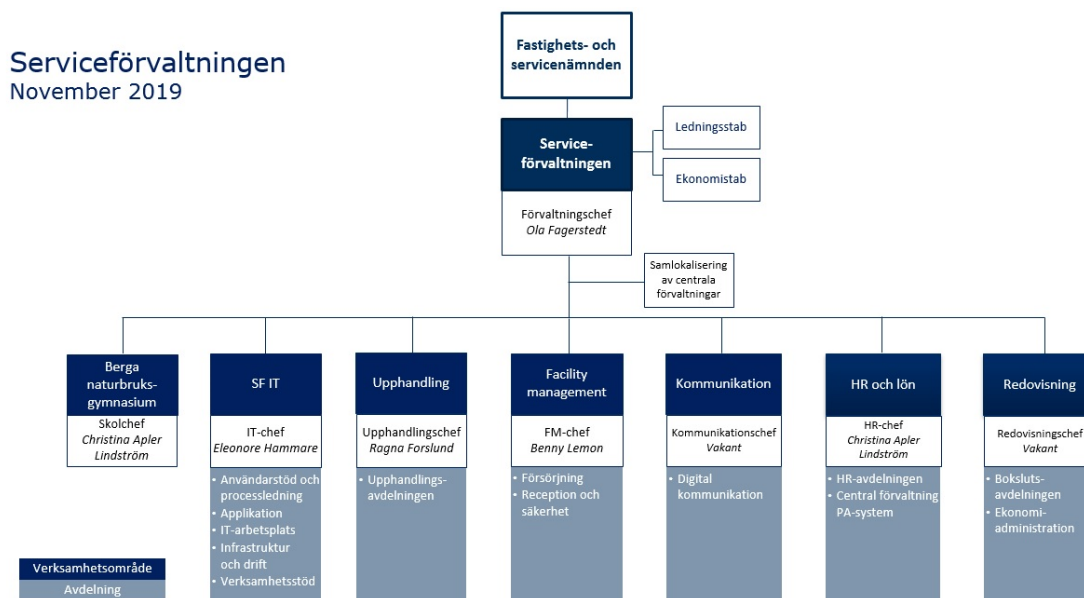 Serviceförvaltningen
November 2019
Fastighets- och
servicenämnden
Service-
förvaltningen
Förvaltningschef
Ola Fagerstedt
Ledningsstab
Ekonomistab
Samlokalisering
av centrala
förvaltningar
Berga
naturbruks-
gymnasium
Skolchef
Christina Apler
Lindström
SF IT
IT-chef
Eleonore Hammare
• Användarstöd och
processledning
• Applikation
• IT-arbetsplats
• Infrastruktur
och drift
• Verksamhetsstöd
Upphandling
Upphandlingschef
Ragna Forslund
• Upphandlings-
avdelningen
Facility
management
FM-chef
Benny Lemon
• Försörjning
• Reception och
säkerhet
Kommunikation
Kommunikationschef
Vakant
• Digital
kommunikation
HR och lön
HR-chef
Christina Apler
Lindström
• HR-avdelningen
• Central förvaltning
PA-system
Redovisning
Redovisningschef
Vakant
• Boksluts-
avdelningen
• Ekonomi-
administration
Verksamhetsområde
Avdelning